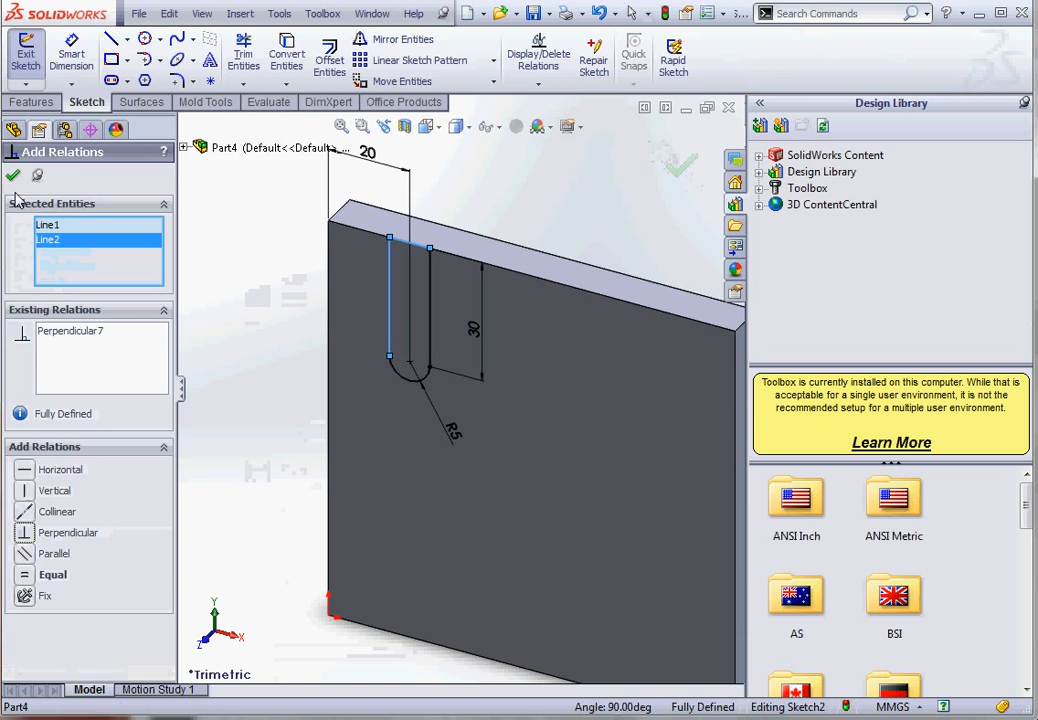 SOLIDWORKS File Edit View Insert Tools Toolbox Window Help Search Commands
Exit Sketch
Smart Dimension
Trim Entities
Convert Entities
Offset Entities
Mirror Entities
Linear Sketch Pattern
Move Entities
Display/Delete Relations
Repair Sketch
Quick Snaps
Rapid Sketch
Features Sketch Surfaces Mold Tools Evaluate DimXpert Office Products
Design Library
Add Relations ?
Part4 (Default<<Default>_...
Selected Entities
Line1
Line2
Existing Relations
Perpendicular7
Fully Defined
Add Relations
Horizontal
Vertical
Collinear
Perpendicular
Parallel
Equal
Fix
20
30
R5
Y
X
Z
*Trimetric
SolidWorks Content
Design Library
Toolbox
3D ContentCentral
Toolbox is currently installed on this computer. While that is
acceptable for a single user environment, it is not the
recommended setup for a multiple user environment.
Learn More
ANSI Inch
ANSI Metric
AS
BSI
Model Motion Study 1
Part4 Angle: 90.00deg Fully Defined Editing Sketch2 MMGS